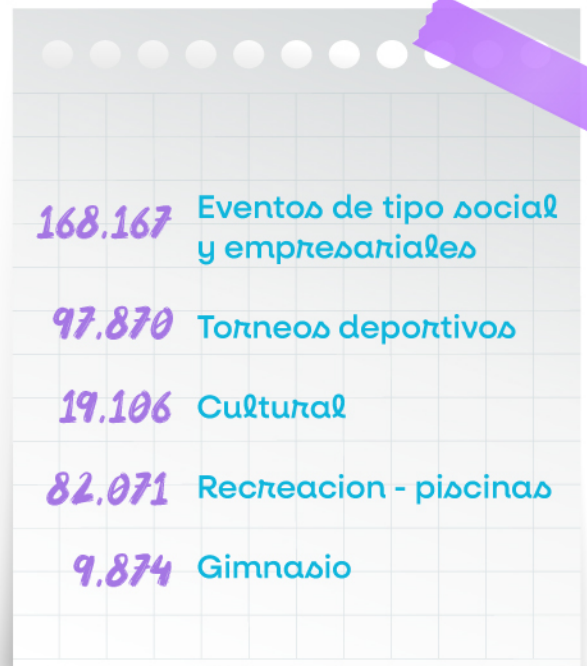 168.167 Eventos de tipo social
y empresariales
97.870 Torneos deportivos
19.106 Cultural
82.071 Recreacion - piscinas
9.874 Gimnasio